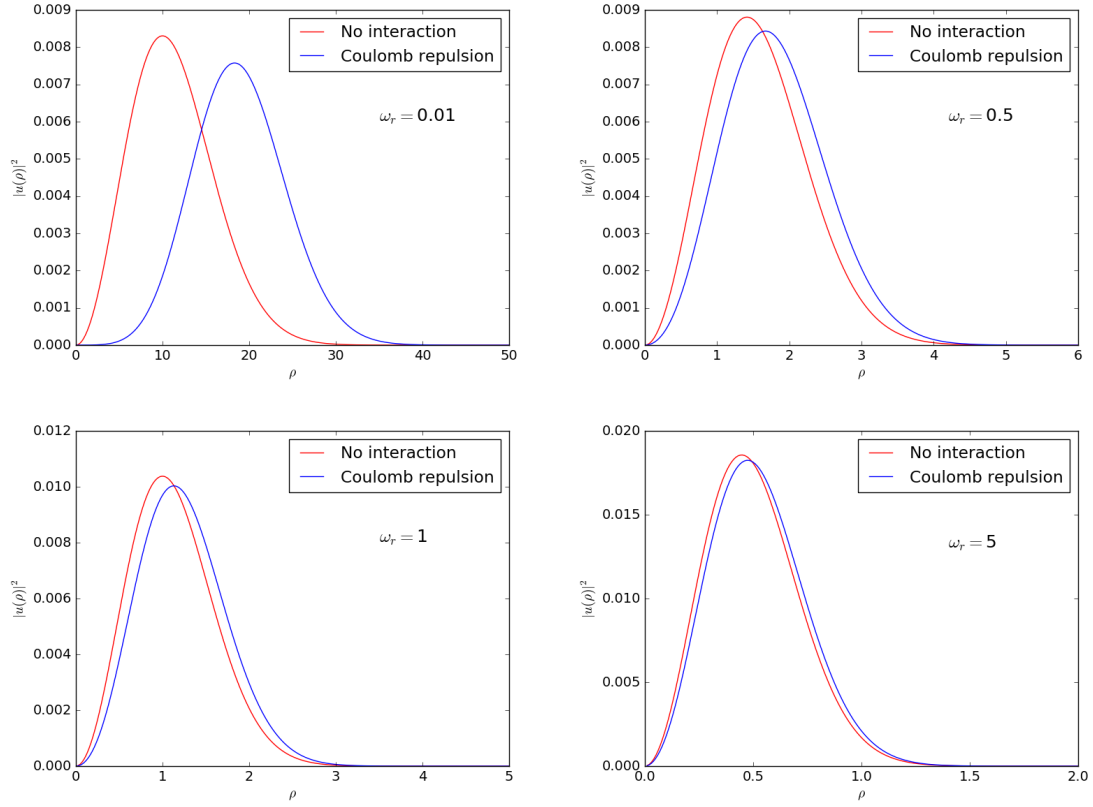 0.009
0.008
0.007
0.006
0.005
0.004
0.003
0.002
0.001
0.000
|u(ρ)|²
No interaction
Coulomb repulsion
ω_r = 0.01
0 10 20 30 40 50
ρ
0.009
0.008
0.007
0.006
0.005
0.004
0.003
0.002
0.001
0.000
|u(ρ)|²
No interaction
Coulomb repulsion
ω_r = 0.5
0 1 2 3 4 5 6
ρ
0.012
0.010
0.008
0.006
0.004
0.002
0.000
|u(ρ)|²
No interaction
Coulomb repulsion
ω_r = 1
0 1 2 3 4 5
ρ
0.020
0.015
0.010
0.005
0.000
|u(ρ)|²
No interaction
Coulomb repulsion
ω_r = 5
0.0 0.5 1.0 1.5 2.0
ρ